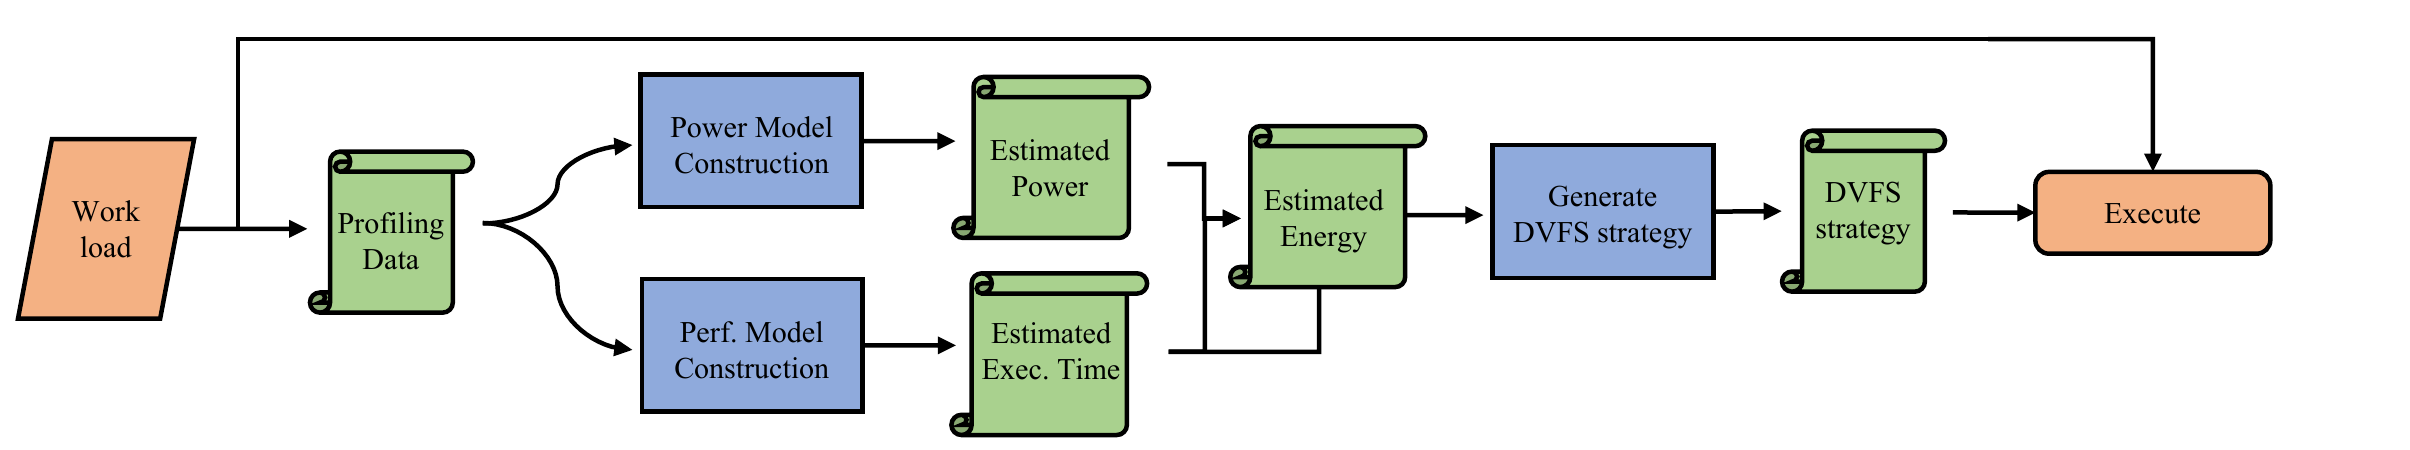 Work
load
Profiling
Data
Power Model
Construction
Perf. Model
Construction
Estimated
Power
Estimated
Exec. Time
Estimated
Energy
Generate
DVFS strategy
DVFS
strategy
Execute